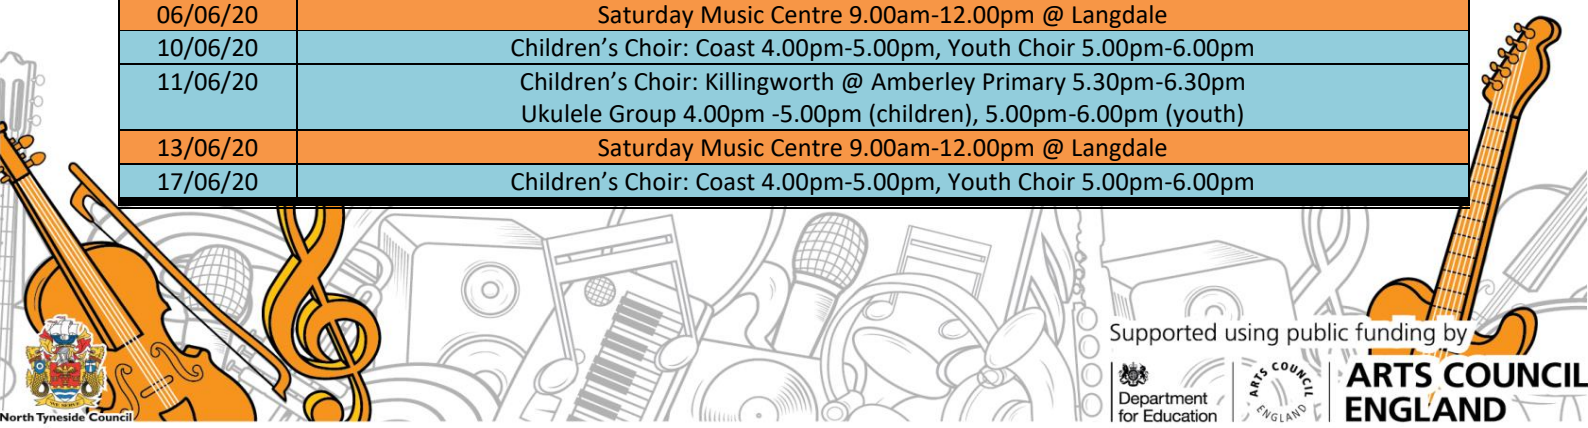 06/06/20 Saturday Music Centre 9.00am-12.00pm @ Langdale
10/06/20 Children’s Choir: Coast 4.00pm-5.00pm, Youth Choir 5.00pm-6.00pm
11/06/20 Children’s Choir: Killingworth @ Amberley Primary 5.30pm-6.30pm
Ukulele Group 4.00pm -5.00pm (children), 5.00pm-6.00pm (youth)
13/06/20 Saturday Music Centre 9.00am-12.00pm @ Langdale
17/06/20 Children’s Choir: Coast 4.00pm-5.00pm, Youth Choir 5.00pm-6.00pm
Supported using public funding by
WE SERVE
North Tyneside Council
Department
for Education
ARTS COUNCIL
ENGLAND
ARTS COUNCIL
ENGLAND